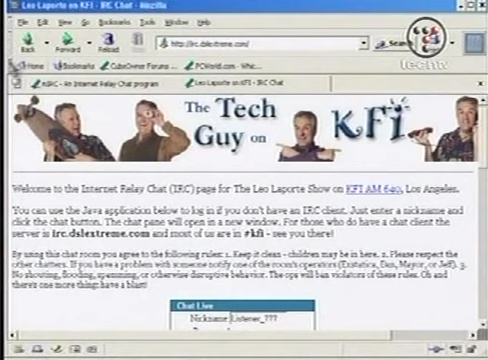 Leo Laporte on KFI - IRC Chat - Mozilla
File Edit View Go Bookmarks Tools Window Help
Back Forward Reload Stop http://irc.dslextreme.com/ Search
techtv
Home Bookmarks CubeOwner Forums ... PCWorld.com - Whic...
mIRC - An Internet Relay Chat program Leo Laporte on KFI - IRC Chat
The Tech
Guy on KFI
Welcome to the Internet Relay Chat (IRC) page for The Leo Laporte Show on KFI AM 640, Los Angeles.
You can use the Java application below to log in if you don't have an IRC client. Just enter a nickname and
click the chat button. The chat pane will open in a new window. For those who do have a chat client the
server is irc.dslextreme.com and most of us are in #kfi - see you there!
By using this chat room you agree to the following rules: 1. Keep it clean - children may be in here. 2. Please respect the
other chatters. If you have a problem with someone notify one of the room's operators (Existatica, Dan, Mayor, or Jeff). 3.
No shouting, flooding, spamming, or otherwise disruptive behavior. The ops will ban violators of these rules. Oh and
there's one more thing: have a blast!
Chat Live
Nickname Listener_???